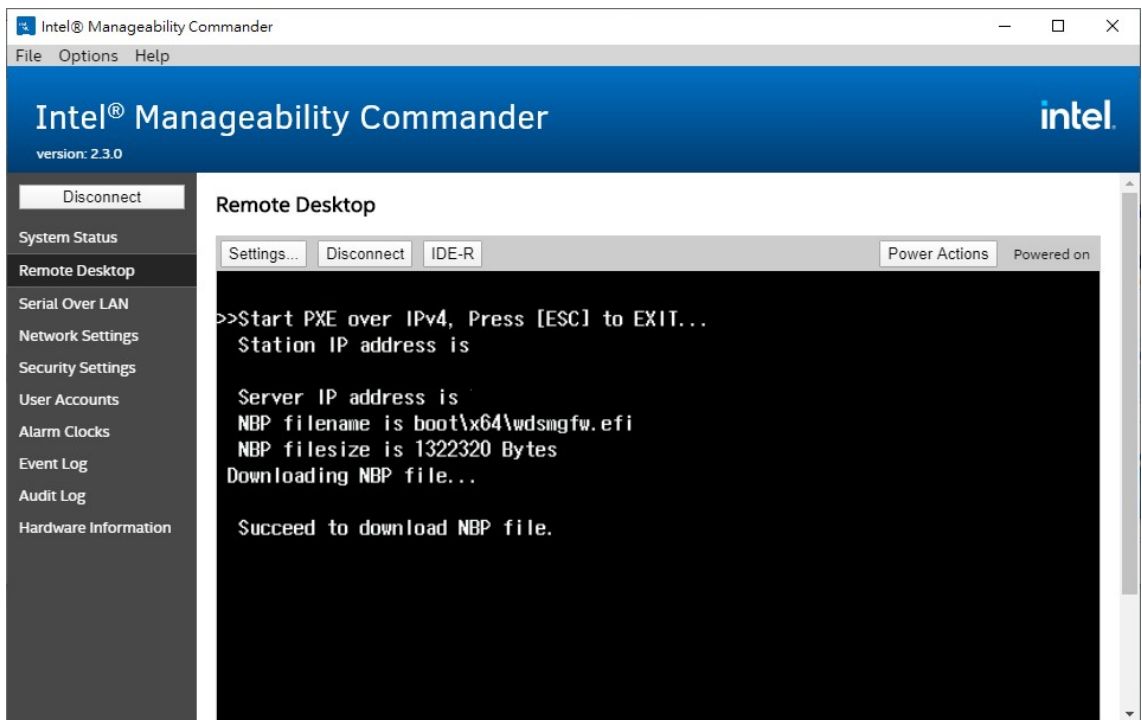 Intel® Manageability Commander
File Options Help
Intel® Manageability Commander
intel.
version: 2.3.0
Disconnect
System Status
Remote Desktop
Serial Over LAN
Network Settings
Security Settings
User Accounts
Alarm Clocks
Event Log
Audit Log
Hardware Information
Remote Desktop
Settings... Disconnect IDE-R Power Actions Powered on
>>Start PXE over IPv4, Press [ESC] to EXIT...
Station IP address is
Server IP address is
NBP filename is boot\x64\wdsmgfw.efi
NBP filesize is 1322320 Bytes
Downloading NBP file...
Succeed to download NBP file.